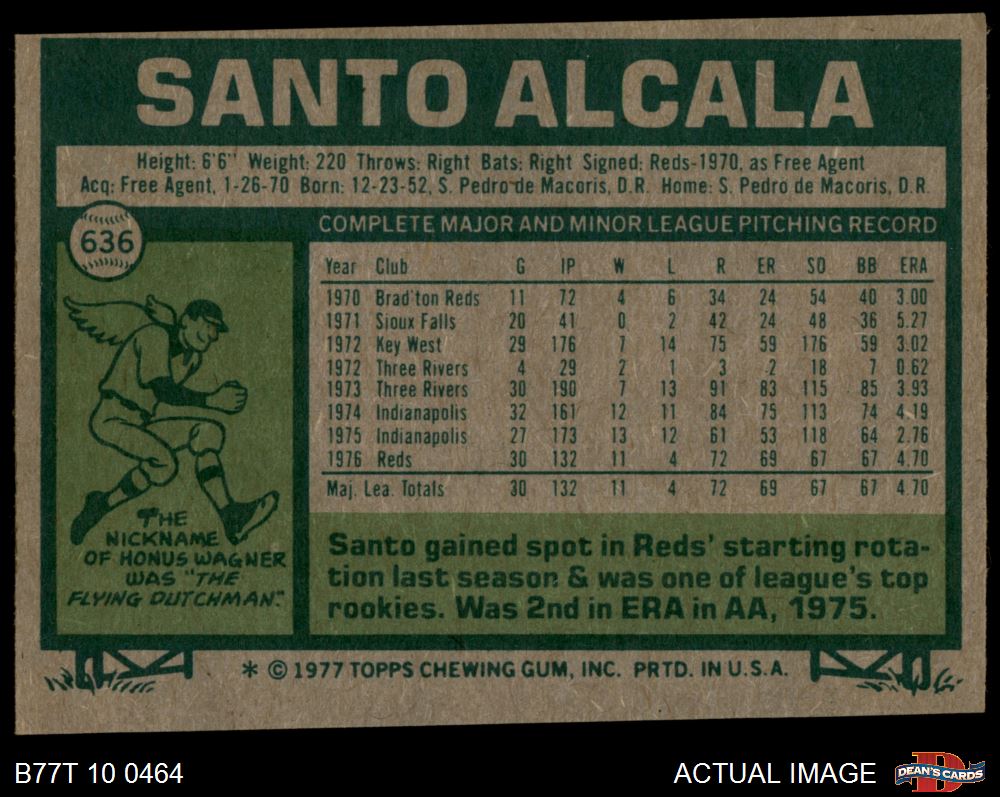 SANTO ALCALA
Height: 6'6" Weight: 220 Throws: Right Bats: Right Signed: Reds-1970, as Free Agent
Acq: Free Agent, 1-26-70 Born: 12-23-52, S. Pedro de Macoris, D.R. Home: S. Pedro de Macoris, D.R.
636
COMPLETE MAJOR AND MINOR LEAGUE PITCHING RECORD
Year Club G IP W L R ER SO BB ERA
1970 Brad'ton Reds 11 72 4 6 34 24 54 40 3.00
1971 Sioux Falls 20 41 0 2 42 24 48 36 5.27
1972 Key West 29 176 7 14 75 59 176 59 3.02
1972 Three Rivers 4 29 2 1 3 2 18 7 0.62
1973 Three Rivers 30 190 7 13 91 83 115 85 3.93
1974 Indianapolis 32 161 12 11 84 75 113 74 4.19
1975 Indianapolis 27 173 13 12 61 53 118 64 2.76
1976 Reds 30 132 11 4 72 69 67 67 4.70
Maj. Lea. Totals 30 132 11 4 72 69 67 67 4.70
THE
NICKNAME
OF HONUS WAGNER
WAS "THE
FLYING DUTCHMAN."
Santo gained spot in Reds' starting rota-
tion last season & was one of league's top
rookies. Was 2nd in ERA in AA, 1975.
* © 1977 TOPPS CHEWING GUM, INC. PRTD. IN U.S.A.
B77T 10 0464
ACTUAL IMAGE
DEAN'S CARDS